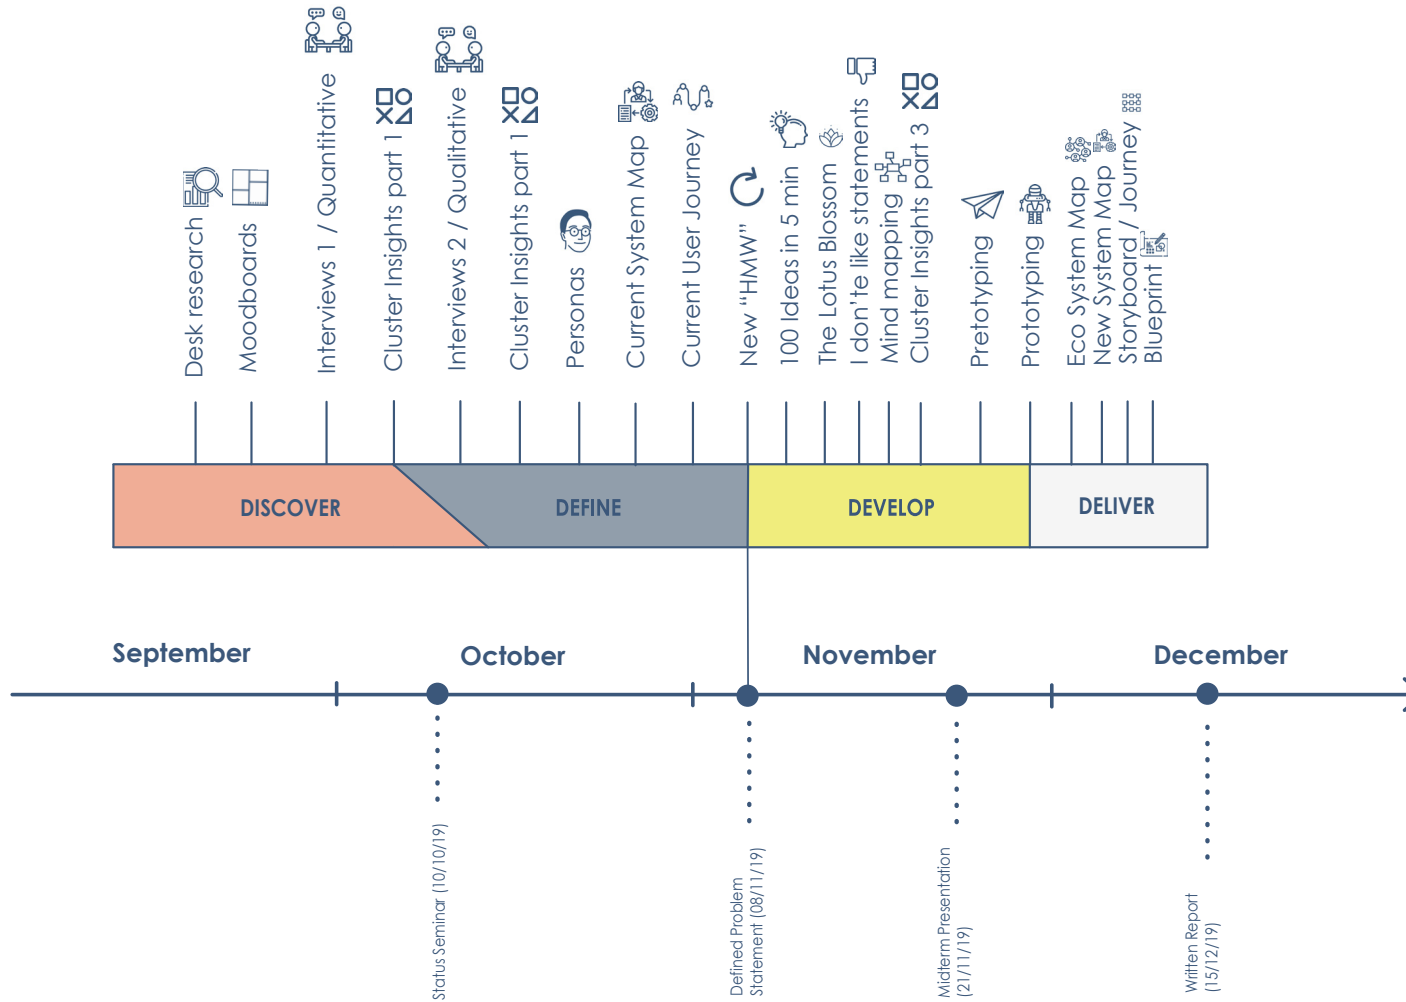 Desk research
Moodboards
Interviews 1 / Quantitative
Cluster Insights part 1
Interviews 2 / Qualitative
Cluster Insights part 1
Personas
Current System Map
Current User Journey
New “HMW”
100 Ideas in 5 min
The Lotus Blossom
I don'te like statements
Mind mapping
Cluster Insights part 3
Pretotyping
Prototyping
Eco System Map
New System Map
Storyboard / Journey
Blueprint
DISCOVER
DEFINE
DEVELOP
DELIVER
September
October
November
December
Status Seminar (10/10/19)
Defined Problem
Statement (08/11/19)
Midterm Presentation
(21/11/19)
Written Report
(15/12/19)